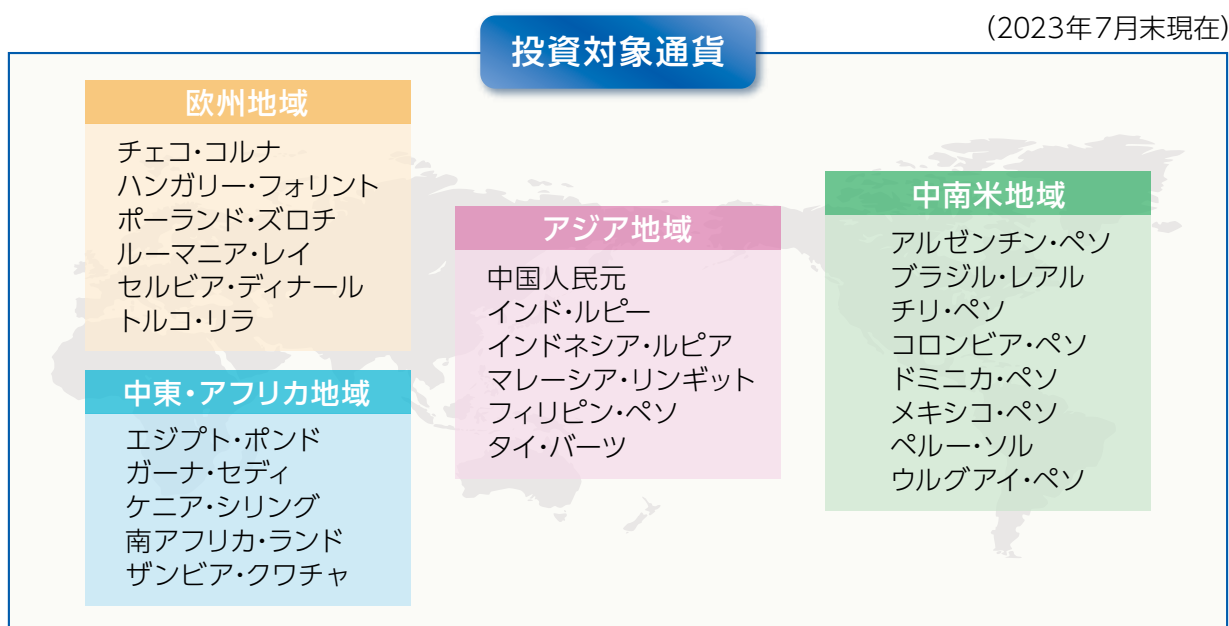 (2023年7月末現在)
投資対象通貨
欧州地域
チェコ・コルナ
ハンガリー・フォリント
ポーランド・ズロチ
ルーマニア・レイ
セルビア・ディナール
トルコ・リラ
中東・アフリカ地域
エジプト・ポンド
ガーナ・セディ
ケニア・シリング
南アフリカ・ランド
ザンビア・クワチャ
アジア地域
中国人民元
インド・ルピー
インドネシア・ルピア
マレーシア・リンギット
フィリピン・ペソ
タイ・バーツ
中南米地域
アルゼンチン・ペソ
ブラジル・レアル
チリ・ペソ
コロンビア・ペソ
ドミニカ・ペソ
メキシコ・ペソ
ペルー・ソル
ウルグアイ・ペソ